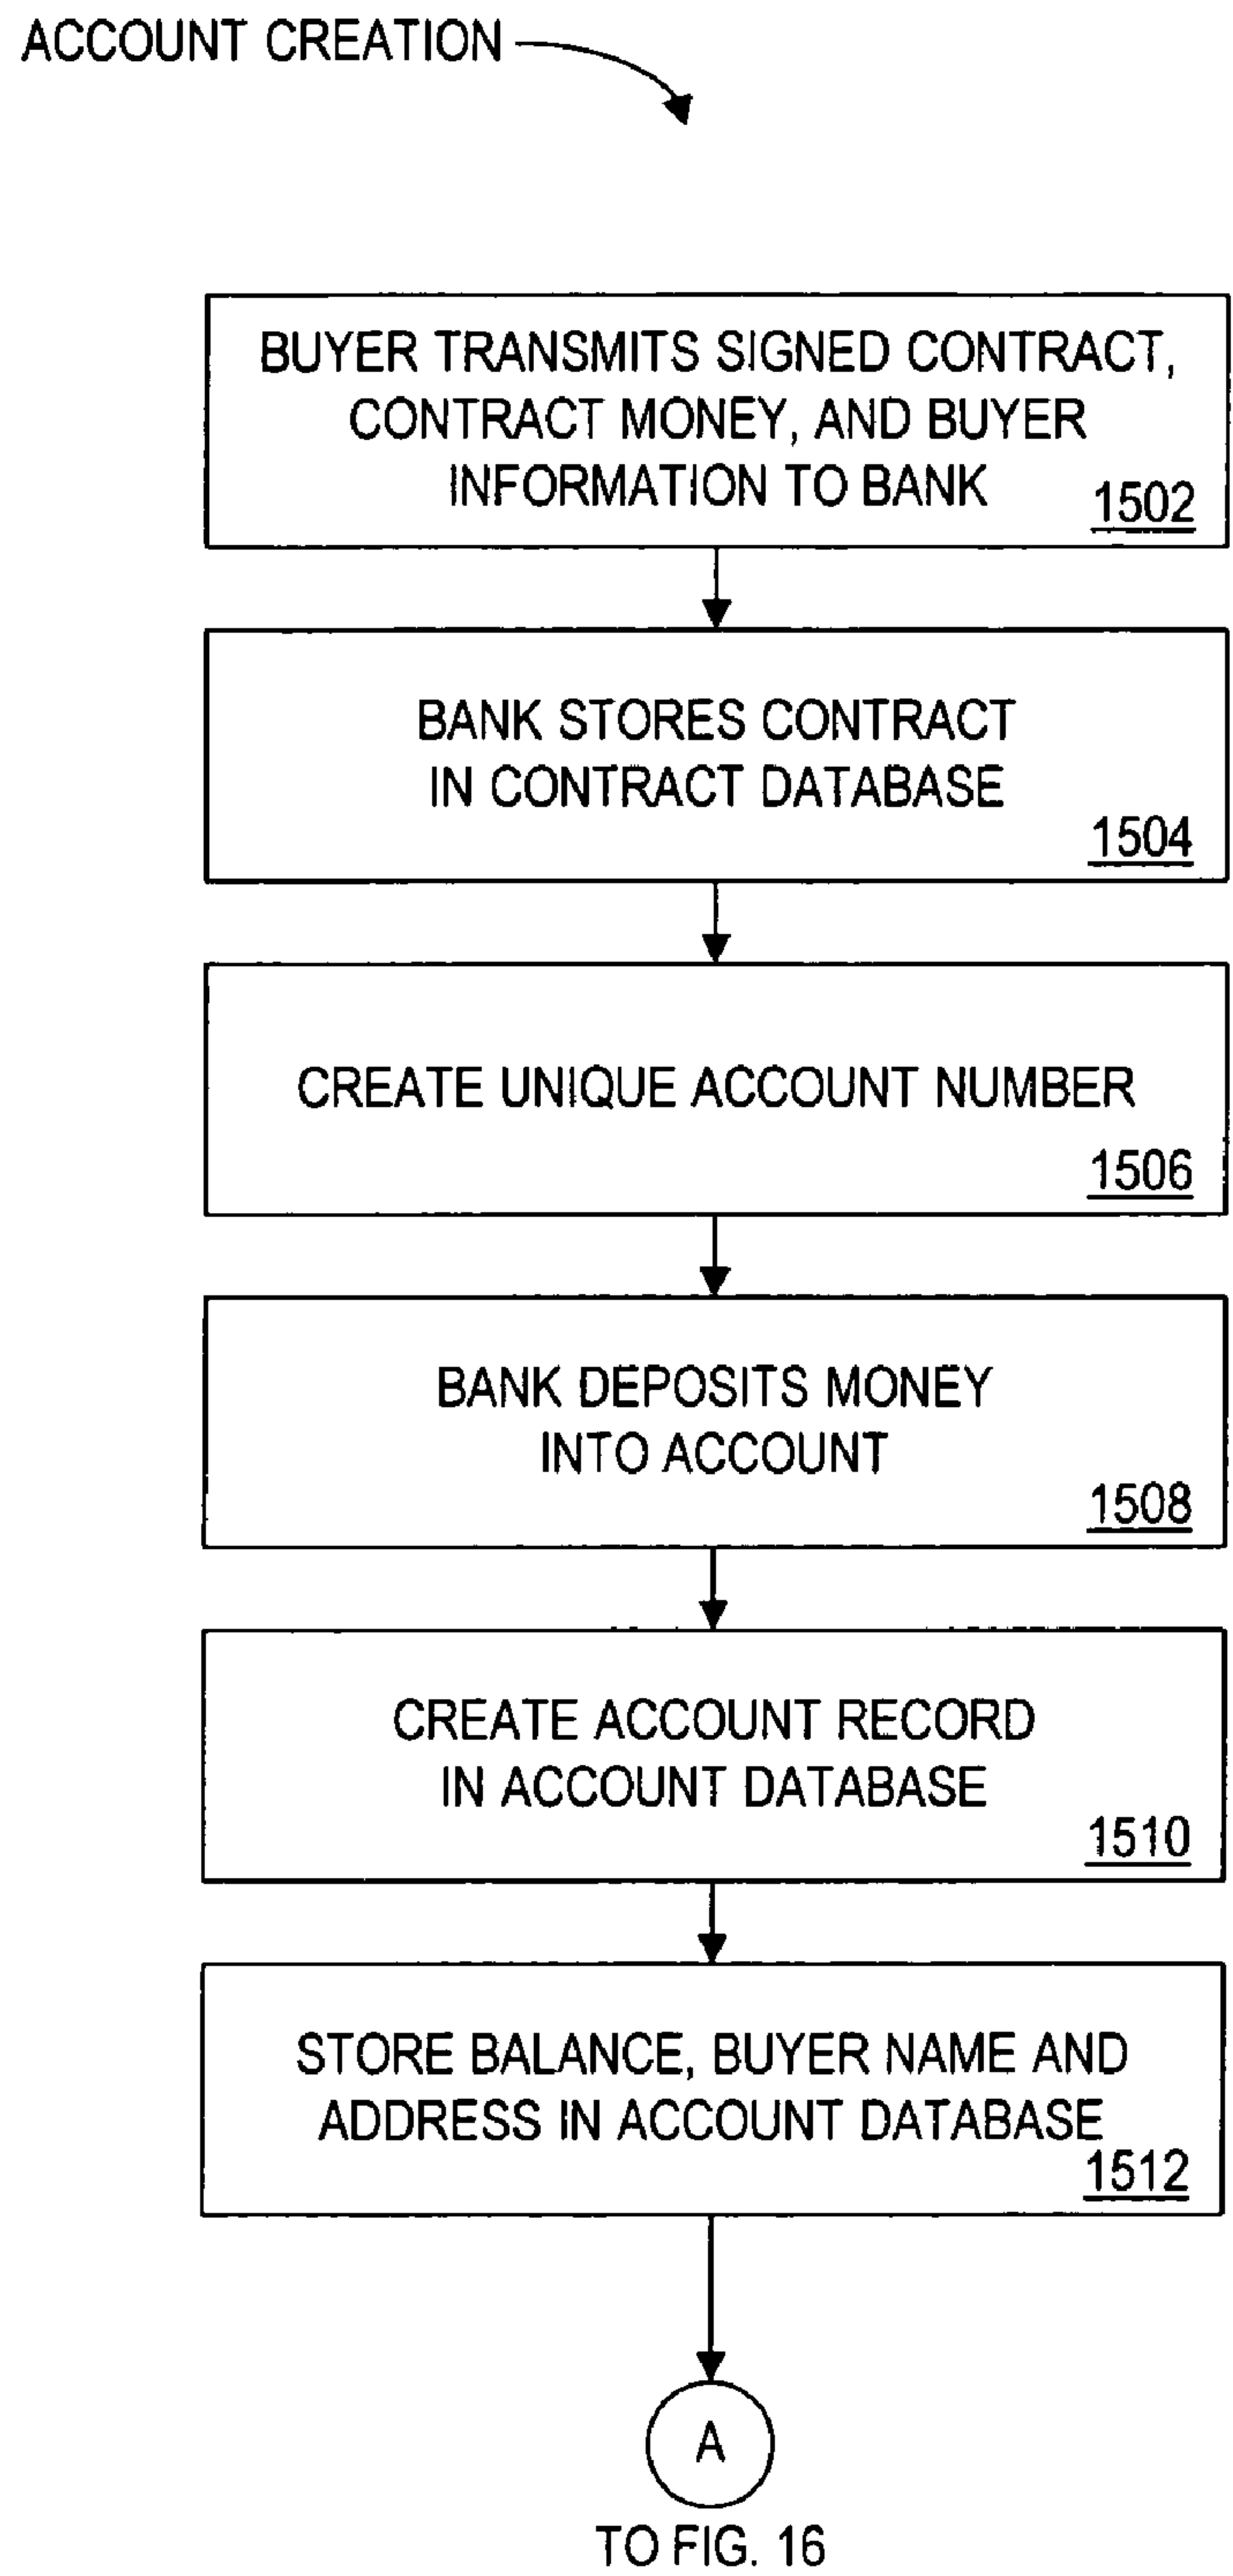 ACCOUNT CREATION
BUYER TRANSMITS SIGNED CONTRACT,
CONTRACT MONEY, AND BUYER
INFORMATION TO BANK
1502
BANK STORES CONTRACT
IN CONTRACT DATABASE
1504
CREATE UNIQUE ACCOUNT NUMBER
1506
BANK DEPOSITS MONEY
INTO ACCOUNT
1508
CREATE ACCOUNT RECORD
IN ACCOUNT DATABASE
1510
STORE BALANCE, BUYER NAME AND
ADDRESS IN ACCOUNT DATABASE
1512
A
TO FIG. 16